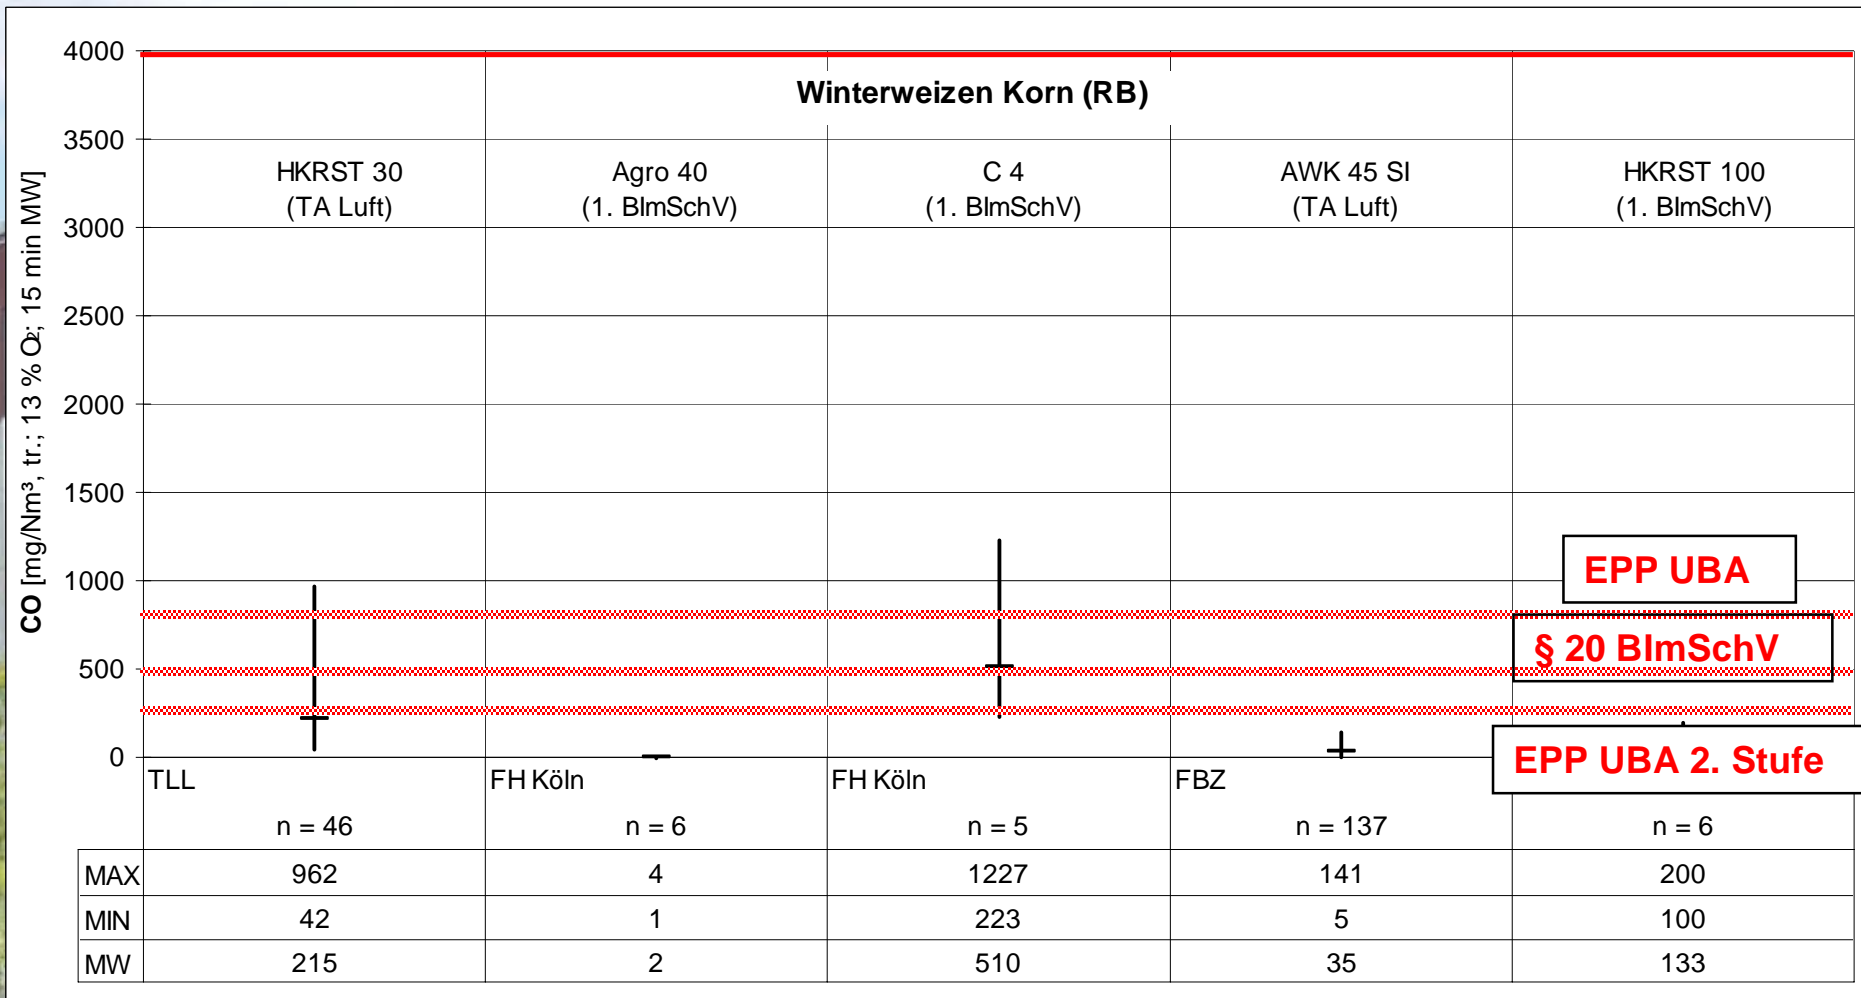 Winterweizen Korn (RB)
CO [mg/Nm³, tr.; 13 % O₂; 15 min MW]
4000
3500
3000
2500
2000
1500
1000
500
0
HKRST 30
(TA Luft)
Agro 40
(1. BImSchV)
C 4
(1. BImSchV)
AWK 45 SI
(TA Luft)
HKRST 100
(1. BImSchV)
EPP UBA
§ 20 BImSchV
EPP UBA 2. Stufe
TLL FH Köln FH Köln FBZ
n = 46 n = 6 n = 5 n = 137 n = 6
MAX 962 4 1227 141 200
MIN 42 1 223 5 100
MW 215 2 510 35 133